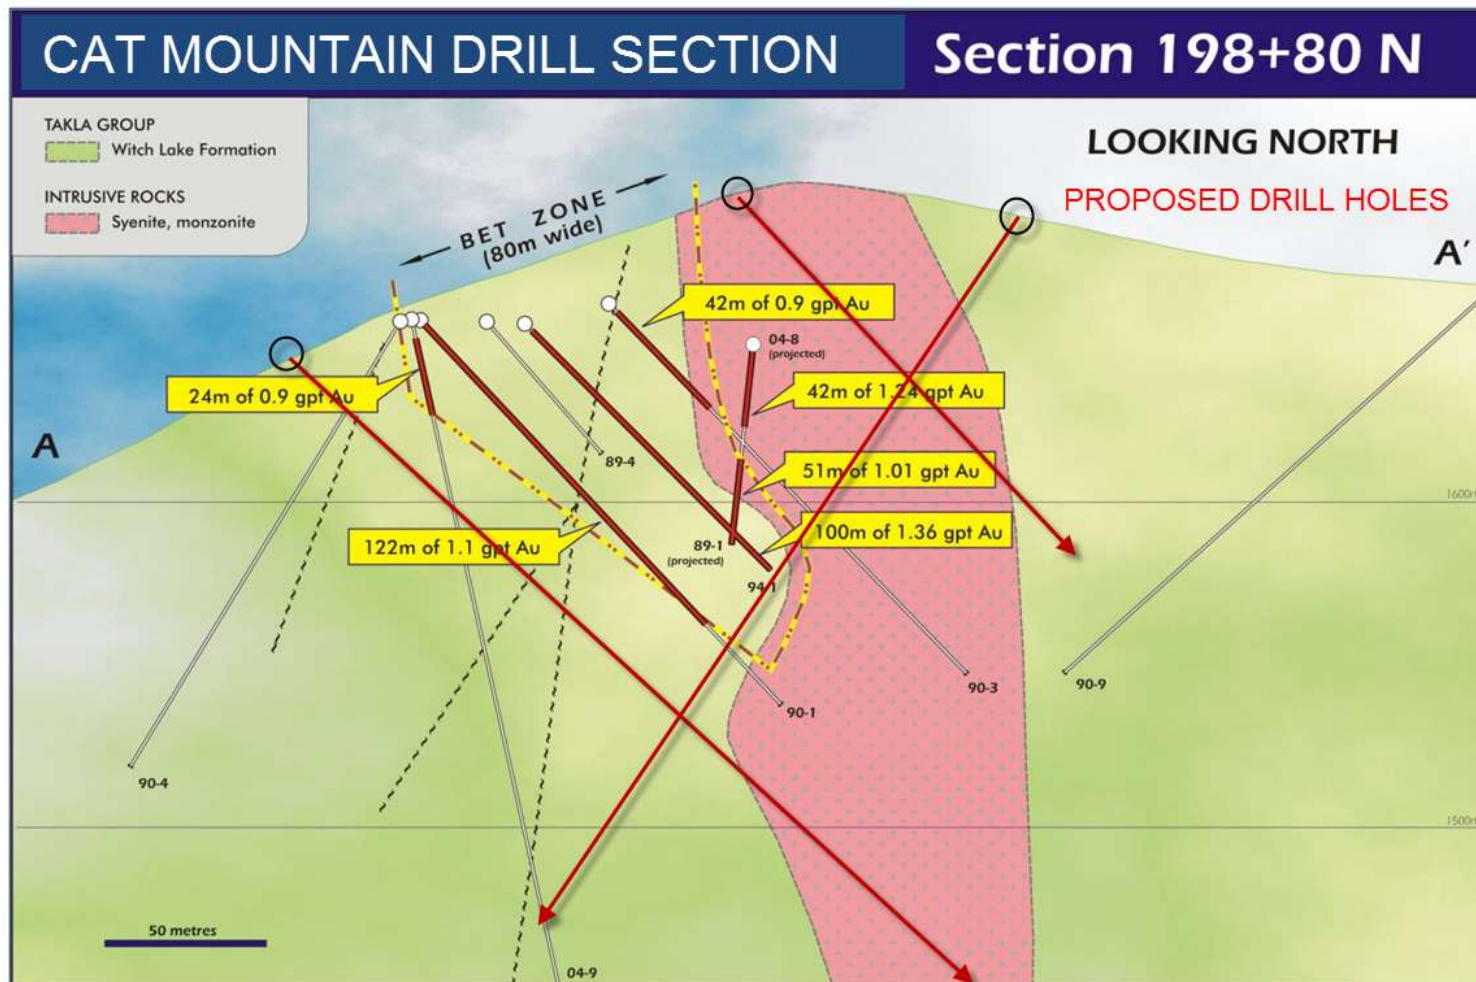 CAT MOUNTAIN DRILL SECTION
Section 198+80 N
TAKLA GROUP
Witch Lake Formation
INTRUSIVE ROCKS
Syenite, monzonite
LOOKING NORTH
PROPOSED DRILL HOLES
BET ZONE
(80m wide)
A
A'
42m of 0.9 gpt Au
04-8
(projected)
24m of 0.9 gpt Au
42m of 1.24 gpt Au
89-4
51m of 1.01 gpt Au
1600m
122m of 1.1 gpt Au
89-1
(projected)
100m of 1.36 gpt Au
94-1
90-3
90-9
90-1
90-4
1500m
50 metres
04-9